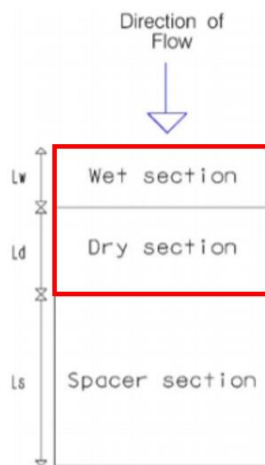 Direction of
Flow
Lw
Wet section
Ld
Dry section
Ls
Spacer section